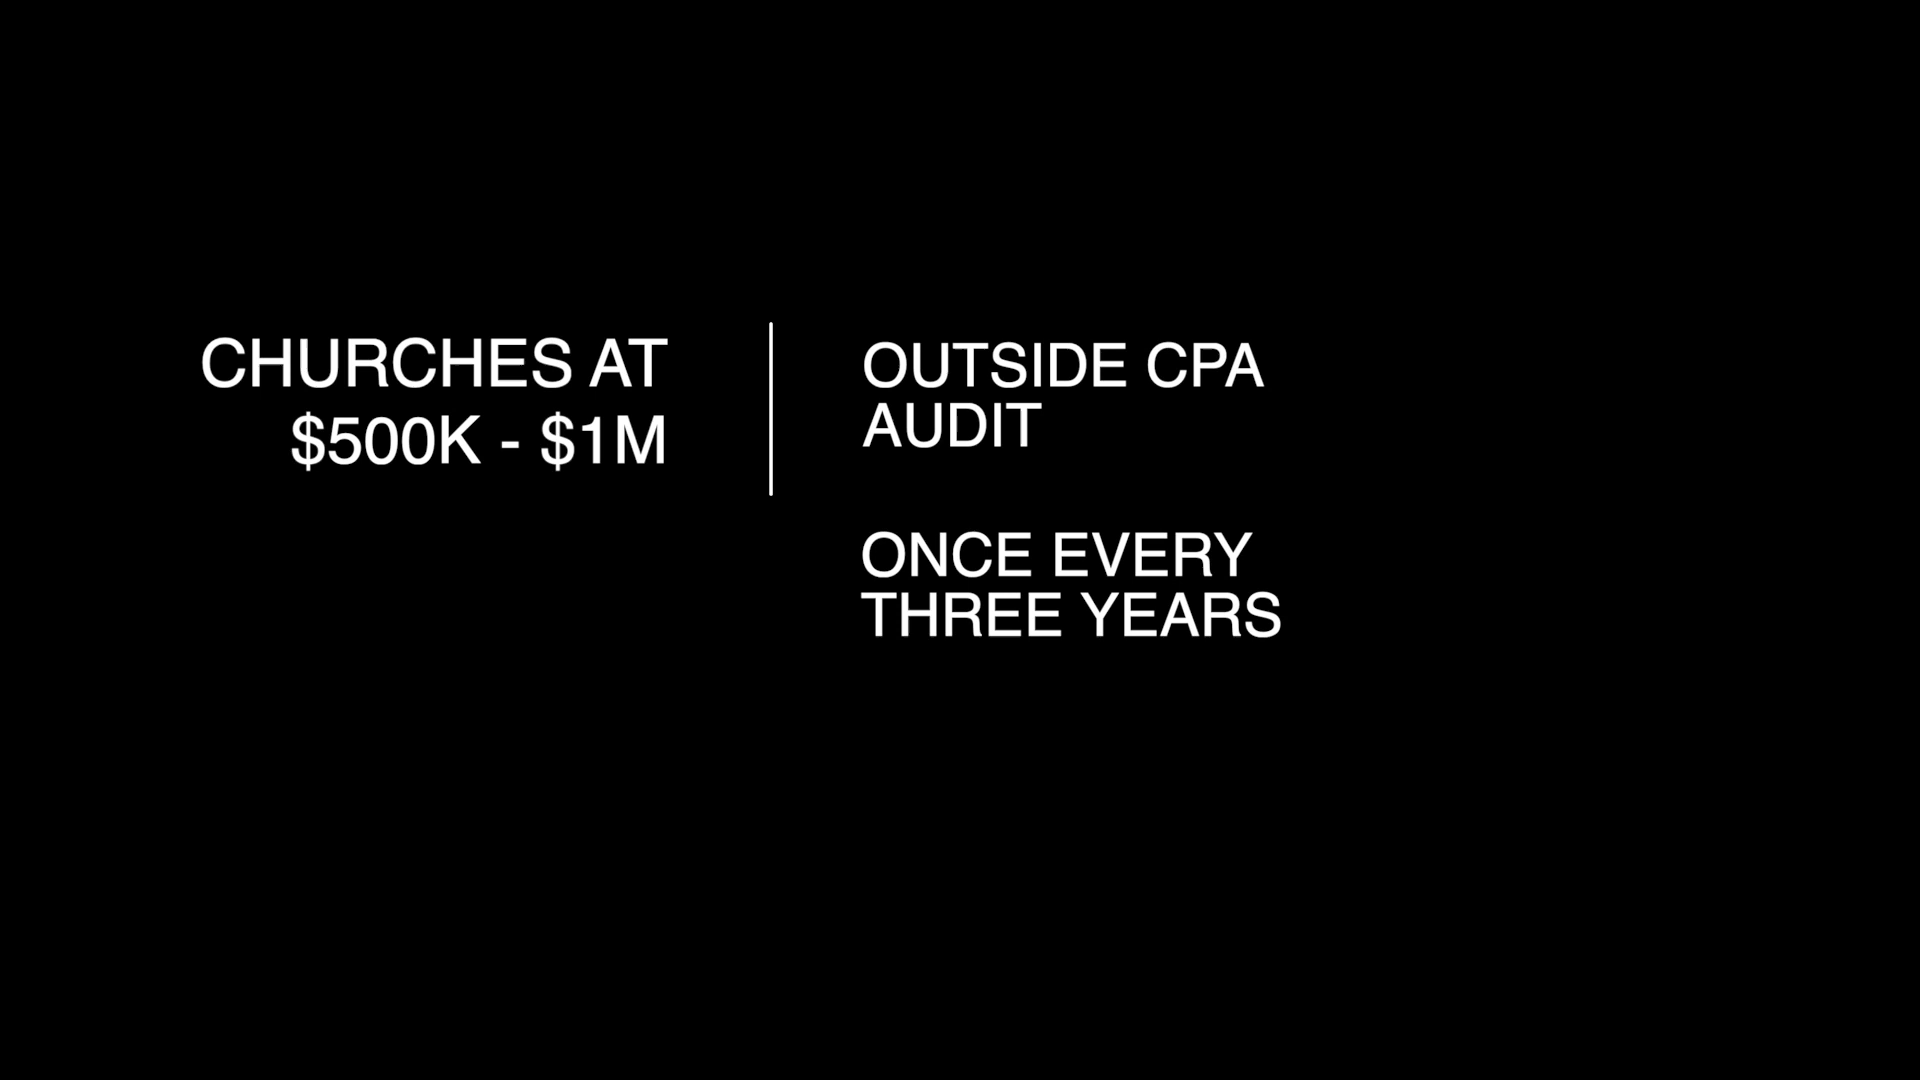 CHURCHES AT
$500K - $1M
OUTSIDE CPA
AUDIT
ONCE EVERY
THREE YEARS